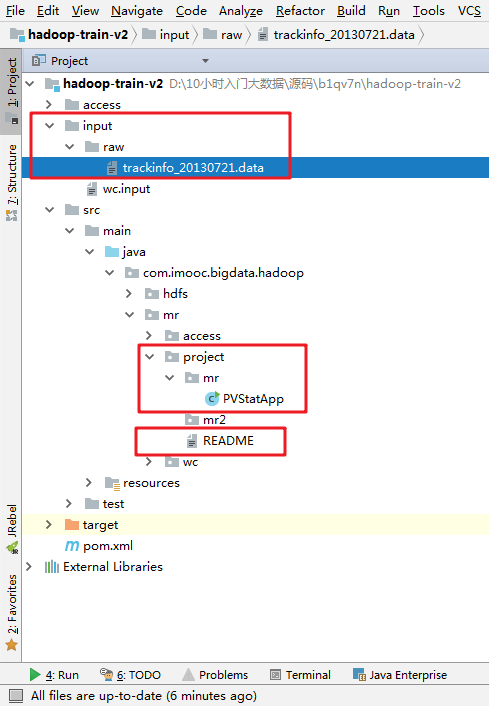 File Edit View Navigate Code Analyze Refactor Build Run Tools VCS
hadoop-train-v2 input raw trackinfo_20130721.data
1: Project
7: Structure
JRebel
2: Favorites
Project
hadoop-train-v2 D:\10小时入门大数据\源码\b1qv7n\hadoop-train-v2
access
input
raw
trackinfo_20130721.data
wc.input
src
main
java
com.imooc.bigdata.hadoop
hdfs
mr
access
project
mr
PVStatApp
mr2
README
wc
resources
test
target
pom.xml
External Libraries
4: Run 6: TODO Problems Terminal Java Enterprise
All files are up-to-date (6 minutes ago)